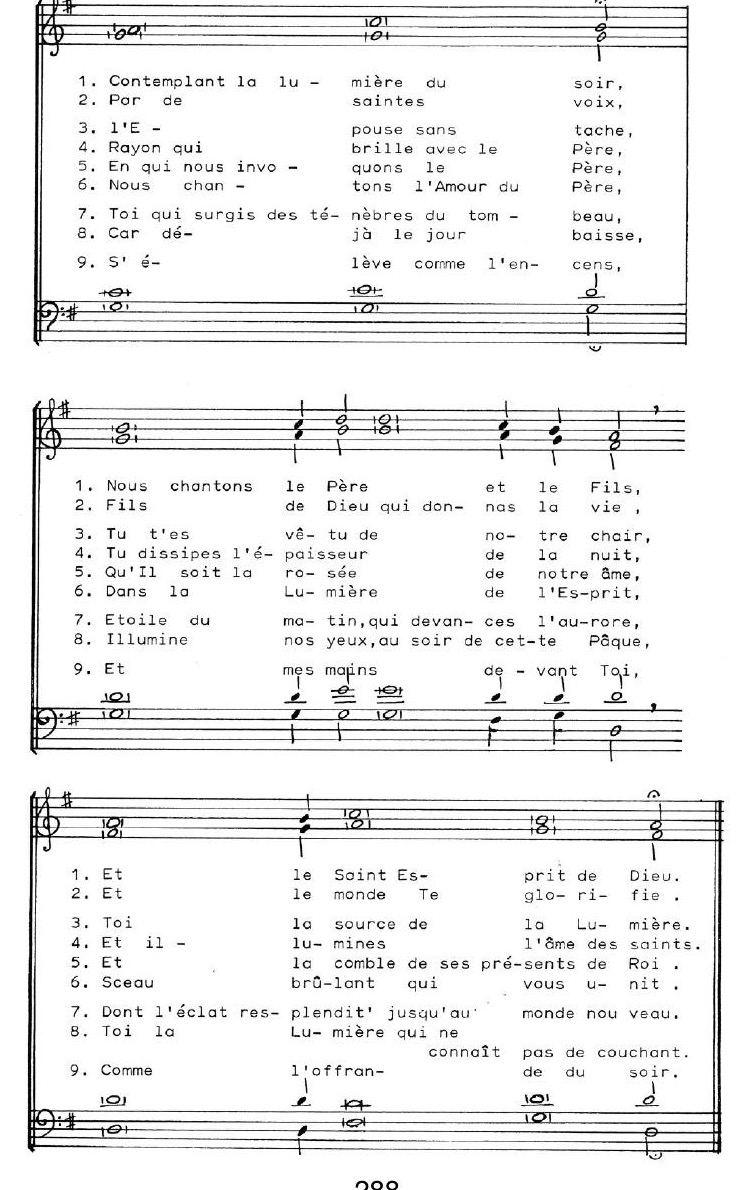 1. Contemplant la lu - mière du soir,
2. Par de saintes voix,
3. l'E - pouse sans tache,
4. Rayon qui brille avec le Père,
5. En qui nous invo - quons le Père,
6. Nous chan - tons l'Amour du Père,
7. Toi qui surgis des té- nèbres du tom - beau,
8. Car dé- jà le jour baisse,
9. S' é- lève comme l'en- cens,
1. Nous chantons le Père et le Fils,
2. Fils de Dieu qui don- nas la vie ,
3. Tu t'es vê- tu de no- tre chair,
4. Tu dissipes l'é- paisseur de la nuit,
5. Qu'Il soit la ro- sée de notre âme,
6. Dans la Lu- mière de l'Es-prit,
7. Etoile du ma- tin,qui devan- ces l'au-rore,
8. Illumine nos yeux,au soir de cet-te Pâque,
9. Et mes mains de - vant Toi,
1. Et le Saint Es- prit de Dieu.
2. Et le monde Te glo- ri- fie .
3. Toi la source de la Lu- mière.
4. Et il - lu- mines l'âme des saints.
5. Et la comble de ses pré-sents de Roi .
6. Sceau brû-lant qui vous u- nit .
7. Dont l'éclat res- plendit' jusqu'au monde nou veau.
8. Toi la Lu- mière qui ne
connaît pas de couchant.
9. Comme l'offran- de du soir.
288